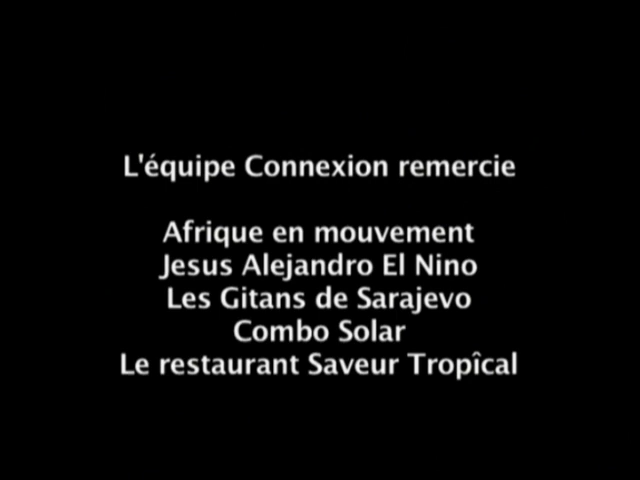 L'équipe Connexion remercie
Afrique en mouvement
Jesus Alejandro El Nino
Les Gitans de Sarajevo
Combo Solar
Le restaurant Saveur Tropîcal